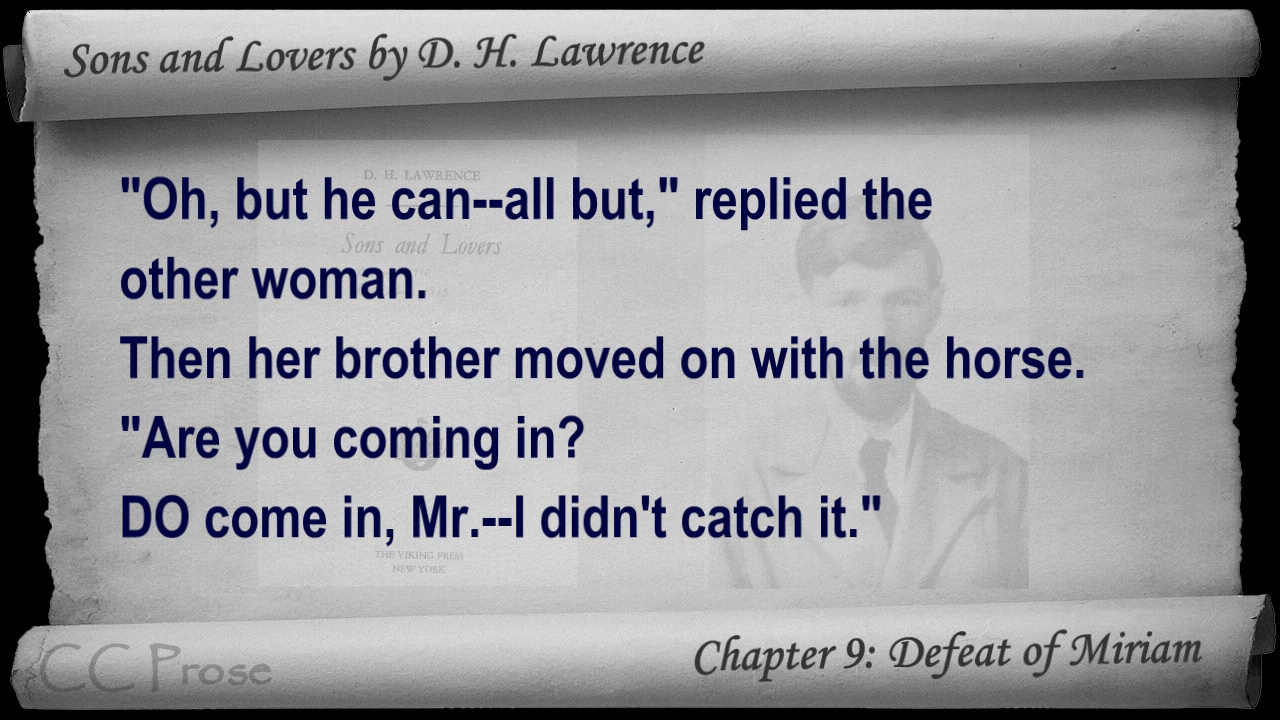 Sons and Lovers by D. H. Lawrence
D. H. LAWRENCE
Sons and Lovers
"Oh, but he can--all but," replied the
other woman.
Then her brother moved on with the horse.
"Are you coming in?
DO come in, Mr.--I didn't catch it."
THE VIKING PRESS
NEW YORK
CC Prose
Chapter 9: Defeat of Miriam